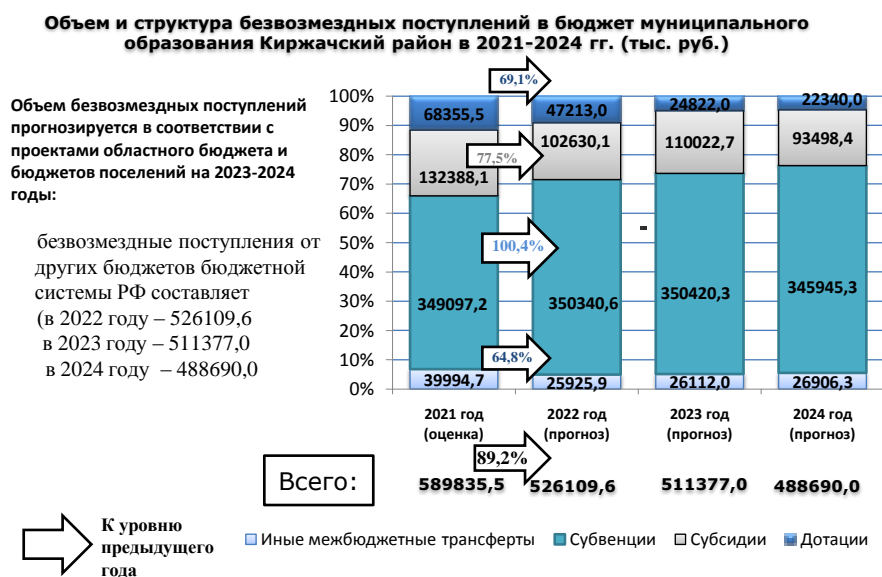 Объем и структура безвозмездных поступлений в бюджет муниципального
образования Киржачский район в 2021-2024 гг. (тыс. руб.)
Объем безвозмездных поступлений
прогнозируется в соответствии с
проектами областного бюджета и
бюджетов поселений на 2023-2024
годы:
безвозмездные поступления от
других бюджетов бюджетной
системы РФ составляет
(в 2022 году – 526109,6
в 2023 году – 511377,0
в 2024 году – 488690,0
69,1%
100%
90%
80%
70%
60%
50%
40%
30%
20%
10%
0%
68355,5
47213,0
24822,0
22340,0
132388,1
77,5%
102630,1
110022,7
93498,4
100,4%
-
349097,2
350340,6
350420,3
345945,3
64,8%
39994,7
25925,9
26112,0
26906,3
2021 год
(оценка)
2022 год
(прогноз)
2023 год
(прогноз)
2024 год
(прогноз)
89,2%
Всего:
589835,5
526109,6
511377,0
488690,0
К уровню
предыдущего
года
Иные межбюджетные трансферты
Субвенции
Субсидии
Дотации